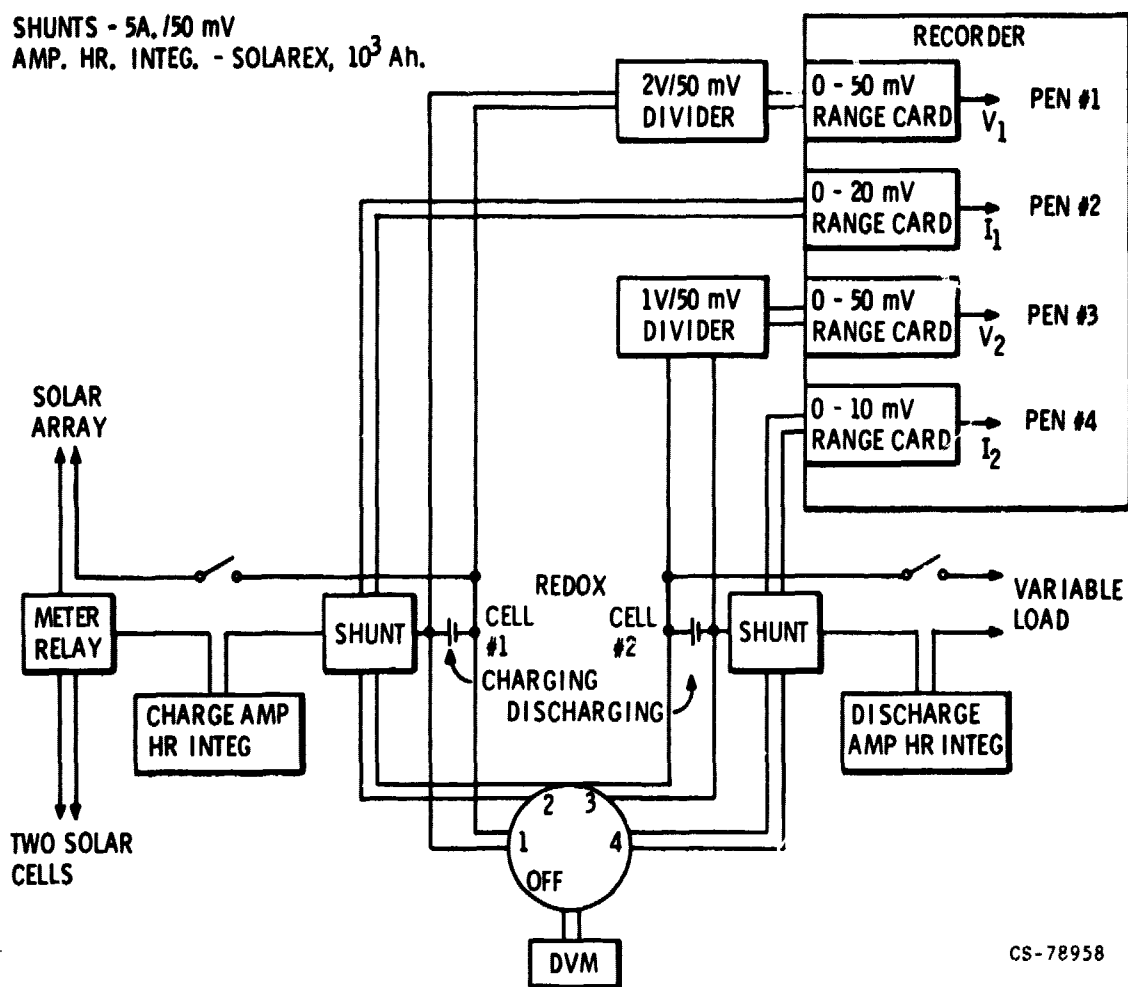 SHUNTS - 5A./50 mV
AMP. HR. INTEG. - SOLAREX, 10³ Ah.
RECORDER
2V/50 mV
DIVIDER
0 - 50 mV
RANGE CARD
V₁
PEN #1
0 - 20 mV
RANGE CARD
I₁
PEN #2
1V/50 mV
DIVIDER
0 - 50 mV
RANGE CARD
V₂
PEN #3
0 - 10 mV
RANGE CARD
I₂
PEN #4
SOLAR
ARRAY
METER
RELAY
SHUNT
REDOX
CELL
#1
CELL
#2
SHUNT
VARIABLE
LOAD
CHARGING
DISCHARGING
CHARGE AMP
HR INTEG
DISCHARGE
AMP HR INTEG
TWO SOLAR
CELLS
1
2
3
4
OFF
DVM
CS-78958